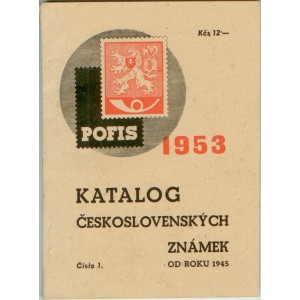 Kčs 12·—
POFIS
1953
KATALOG
ČESKOSLOVENSKÝCH
ZNÁMEK
Číslo 1.
OD ROKU 1945